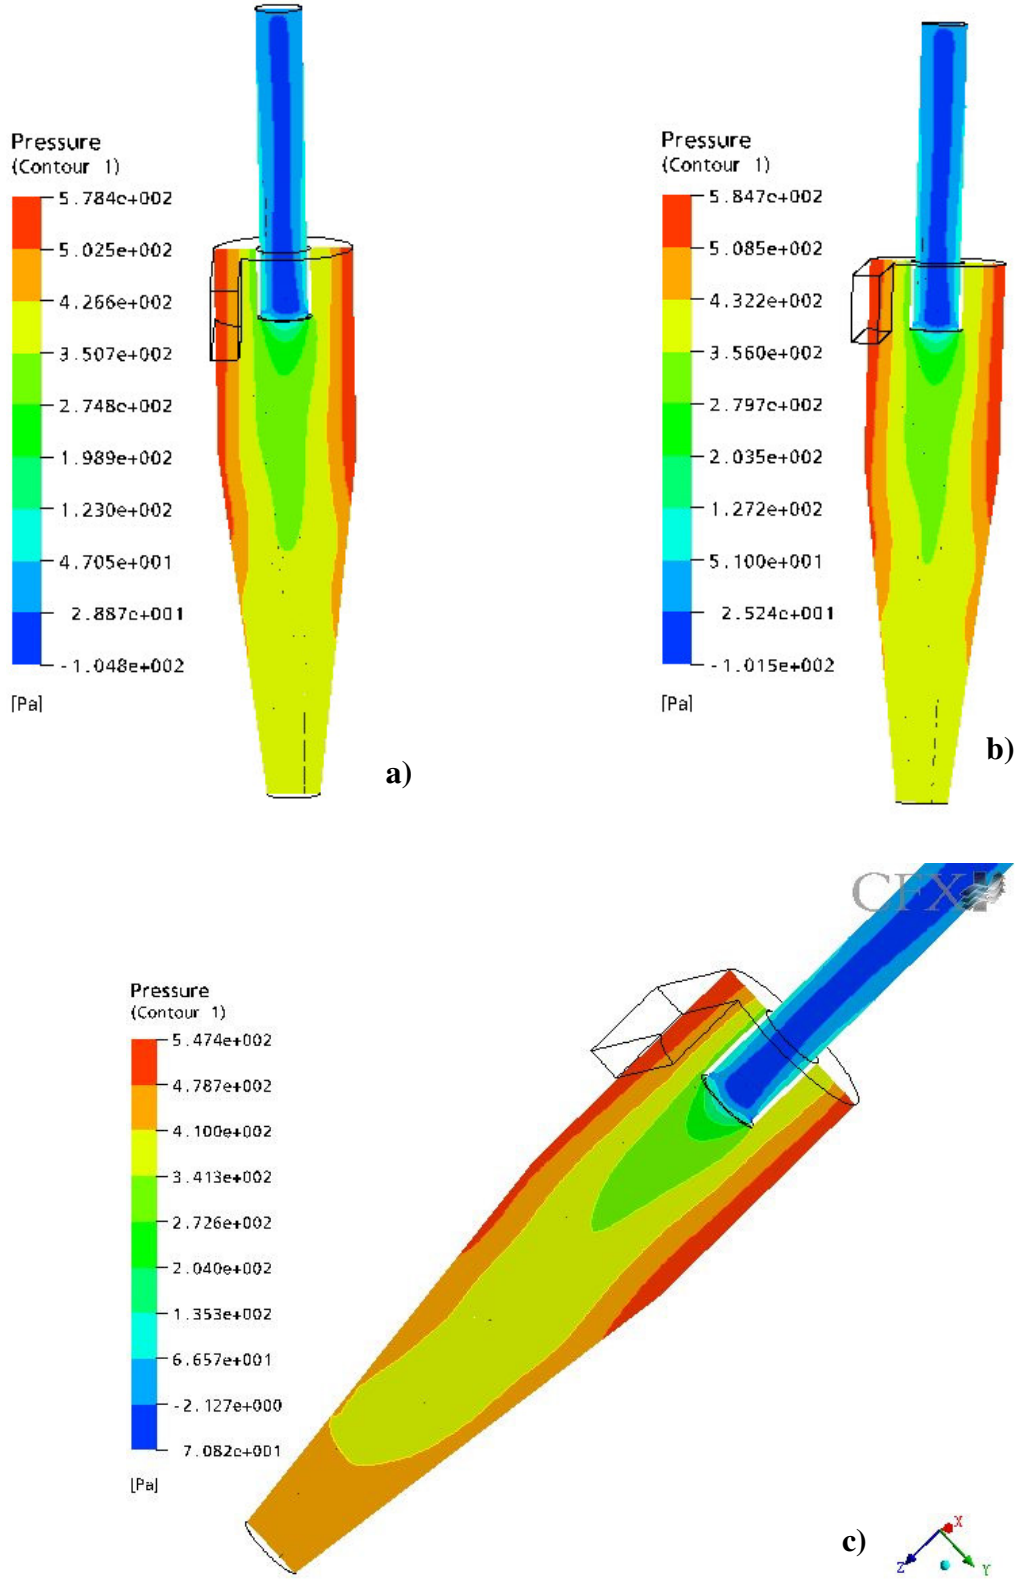 Pressure
(Contour 1)
5.784e+002
5.025e+002
4.266e+002
3.507e+002
2.748e+002
1.989e+002
1.230e+002
4.705e+001
2.887e+001
-1.048e+002
[Pa]
a)
Pressure
(Contour 1)
5.847e+002
5.085e+002
4.322e+002
3.560e+002
2.797e+002
2.035e+002
1.272e+002
5.100e+001
2.524e+001
-1.015e+002
[Pa]
b)
CFX
Pressure
(Contour 1)
5.474e+002
4.787e+002
4.100e+002
3.413e+002
2.726e+002
2.040e+002
1.353e+002
6.657e+001
-2.127e+000
7.082e+001
[Pa]
c)
X
Z
Y